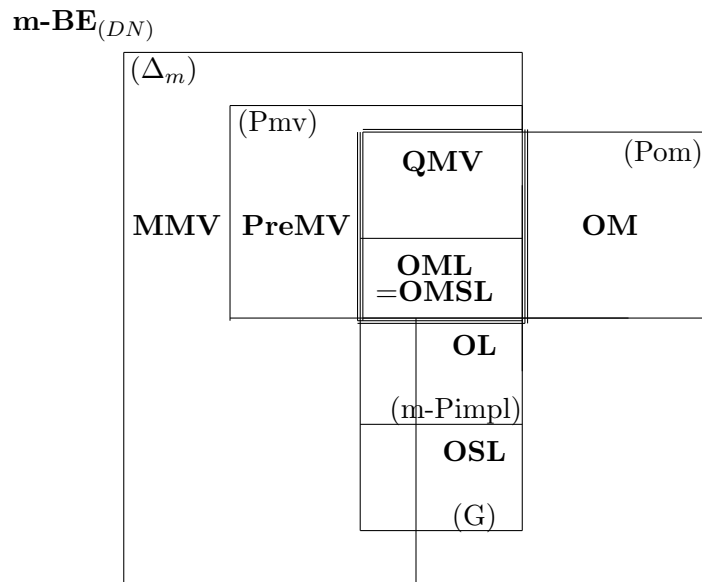 m-BE(DN)
(Δm)
(Pmv)
(Pom)
QMV
MMV PreMV OM
OML
=OMSL
OL
(m-Pimpl)
OSL
(G)